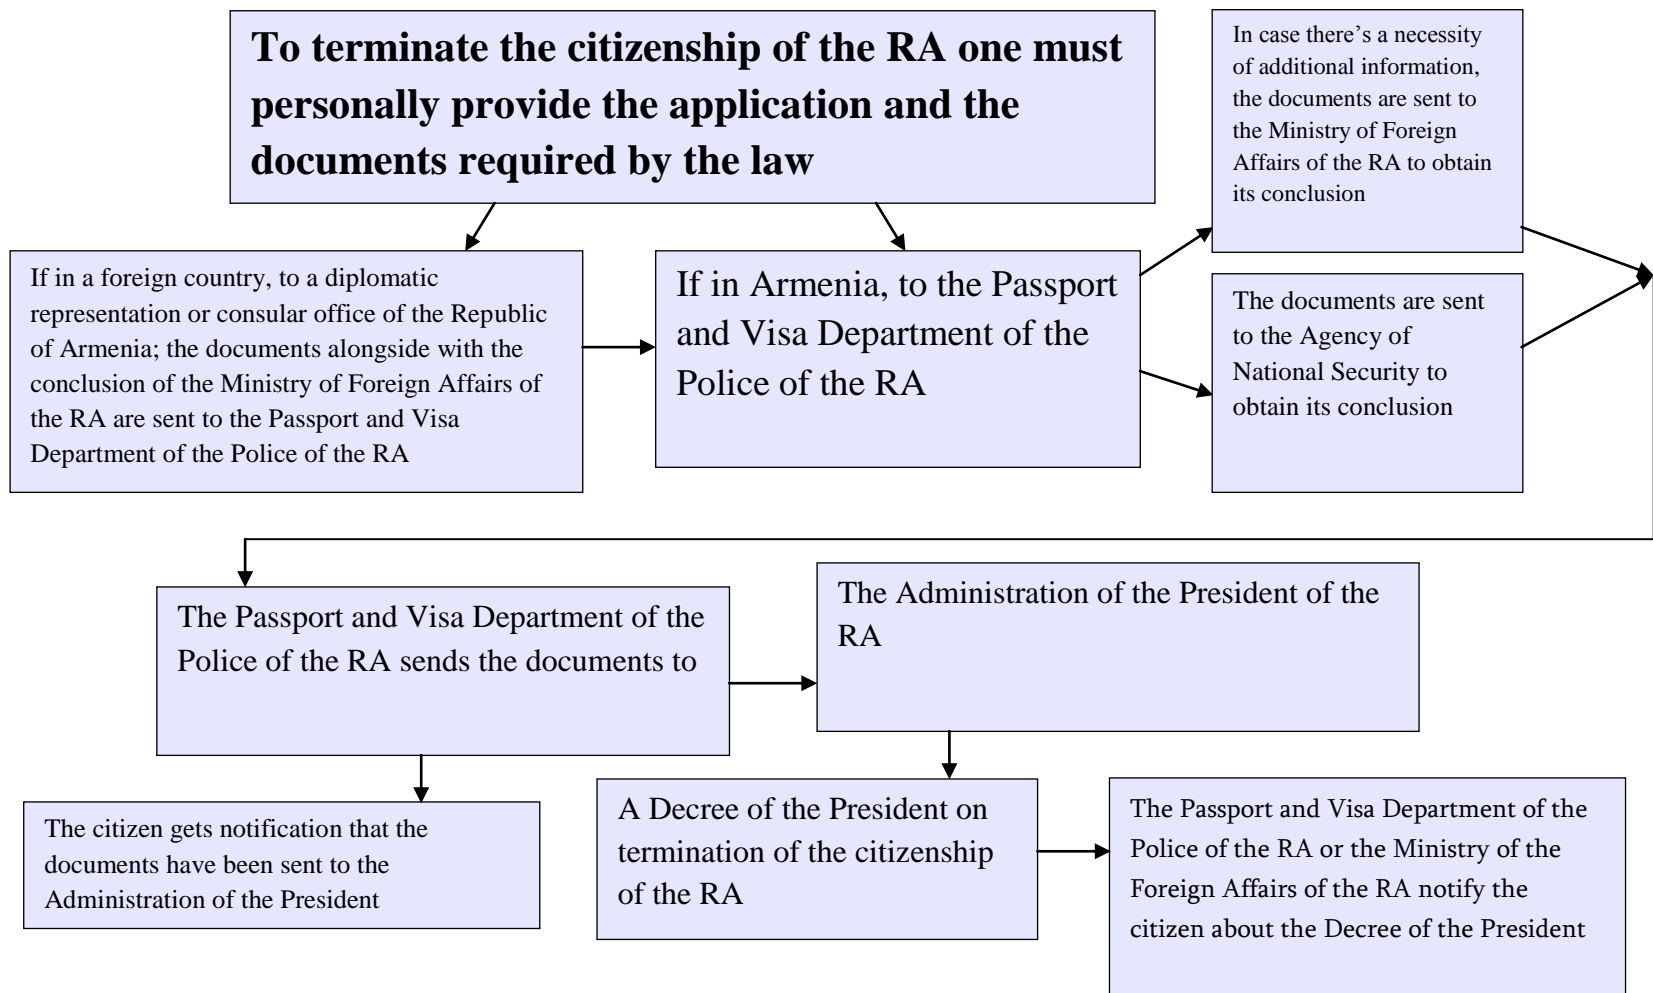 To terminate the citizenship of the RA one must
personally provide the application and the
documents required by the law
In case there's a necessity
of additional information,
the documents are sent to
the Ministry of Foreign
Affairs of the RA to obtain
its conclusion
If in a foreign country, to a diplomatic
representation or consular office of the Republic
of Armenia; the documents alongside with the
conclusion of the Ministry of Foreign Affairs of
the RA are sent to the Passport and Visa
Department of the Police of the RA
If in Armenia, to the Passport
and Visa Department of the
Police of the RA
The documents are sent
to the Agency of
National Security to
obtain its conclusion
The Passport and Visa Department of the
Police of the RA sends the documents to
The Administration of the President of the
RA
The citizen gets notification that the
documents have been sent to the
Administration of the President
A Decree of the President on
termination of the citizenship
of the RA
The Passport and Visa Department of the
Police of the RA or the Ministry of the
Foreign Affairs of the RA notify the
citizen about the Decree of the President